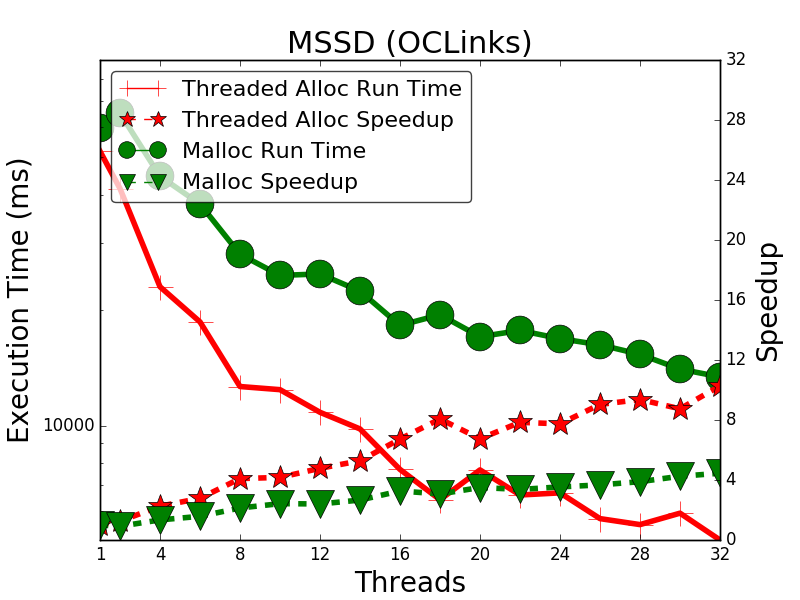 MSSD (OCLinks)
Threaded Alloc Run Time
Threaded Alloc Speedup
Malloc Run Time
Malloc Speedup
Execution Time (ms)
10000
Speedup
32
28
24
20
16
12
8
4
0
1 4 8 12 16 20 24 28 32
Threads